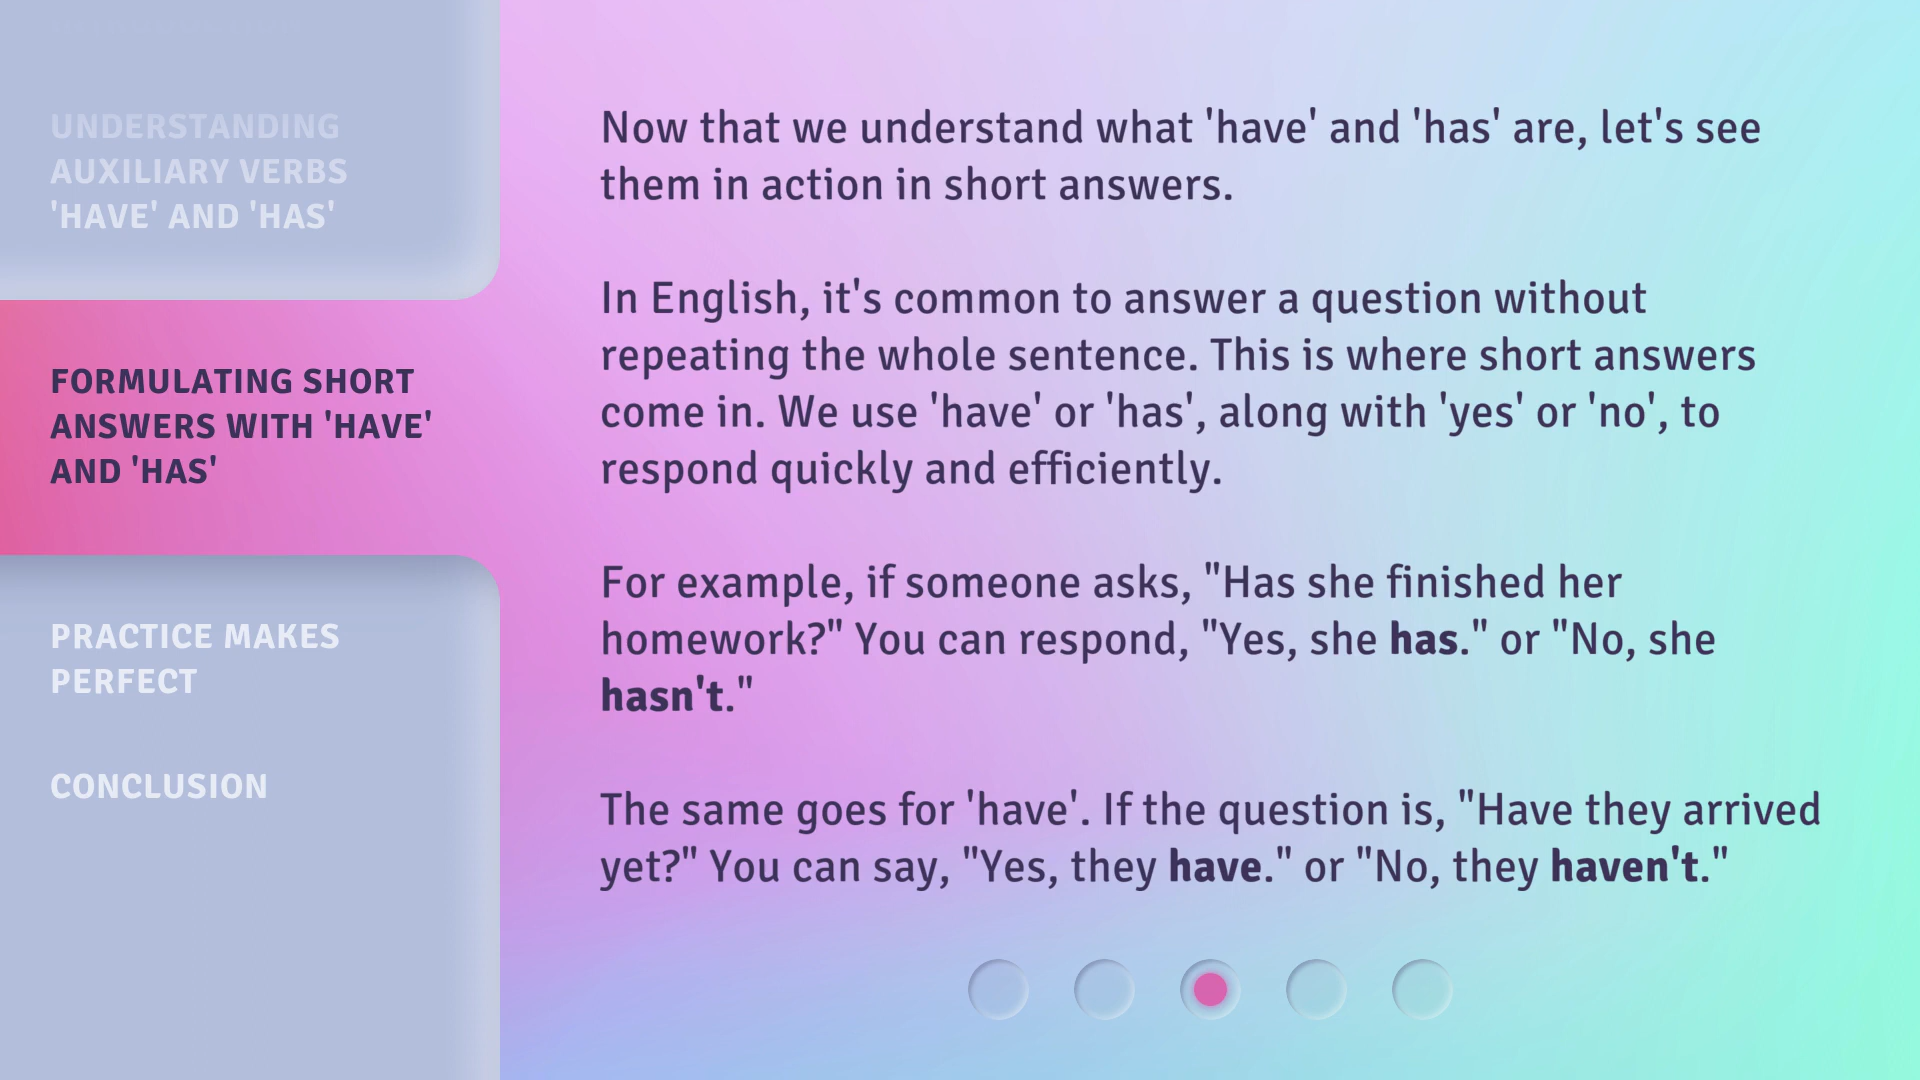 UNDERSTANDING
AUXILIARY VERBS
'HAVE' AND 'HAS'
FORMULATING SHORT
ANSWERS WITH 'HAVE'
AND 'HAS'
PRACTICE MAKES
PERFECT
CONCLUSION
Now that we understand what 'have' and 'has' are, let's see
them in action in short answers.
In English, it's common to answer a question without
repeating the whole sentence. This is where short answers
come in. We use 'have' or 'has', along with 'yes' or 'no', to
respond quickly and efficiently.
For example, if someone asks, "Has she finished her
homework?" You can respond, "Yes, she has." or "No, she
hasn't."
The same goes for 'have'. If the question is, "Have they arrived
yet?" You can say, "Yes, they have." or "No, they haven't."